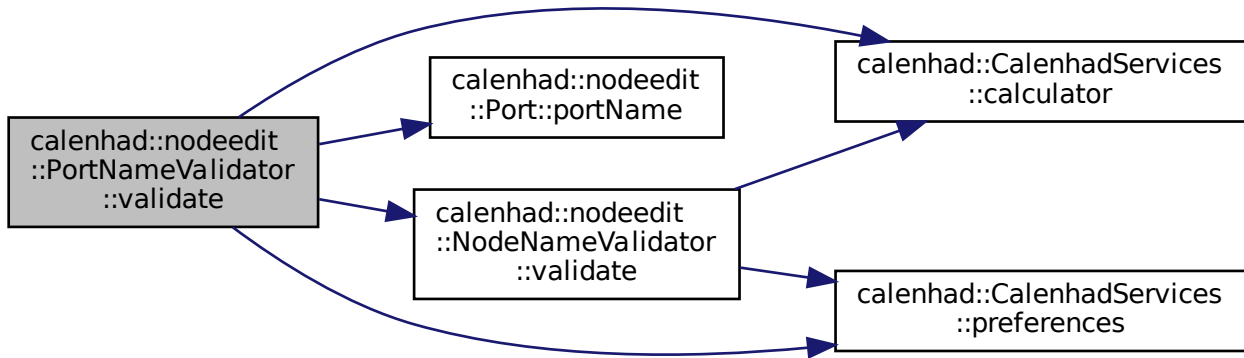 calenhad::nodeedit
::PortNameValidator
::validate
calenhad::nodeedit
::Port::portName
calenhad::nodeedit
::NodeNameValidator
::validate
calenhad::CalenhadServices
::calculator
calenhad::CalenhadServices
::preferences